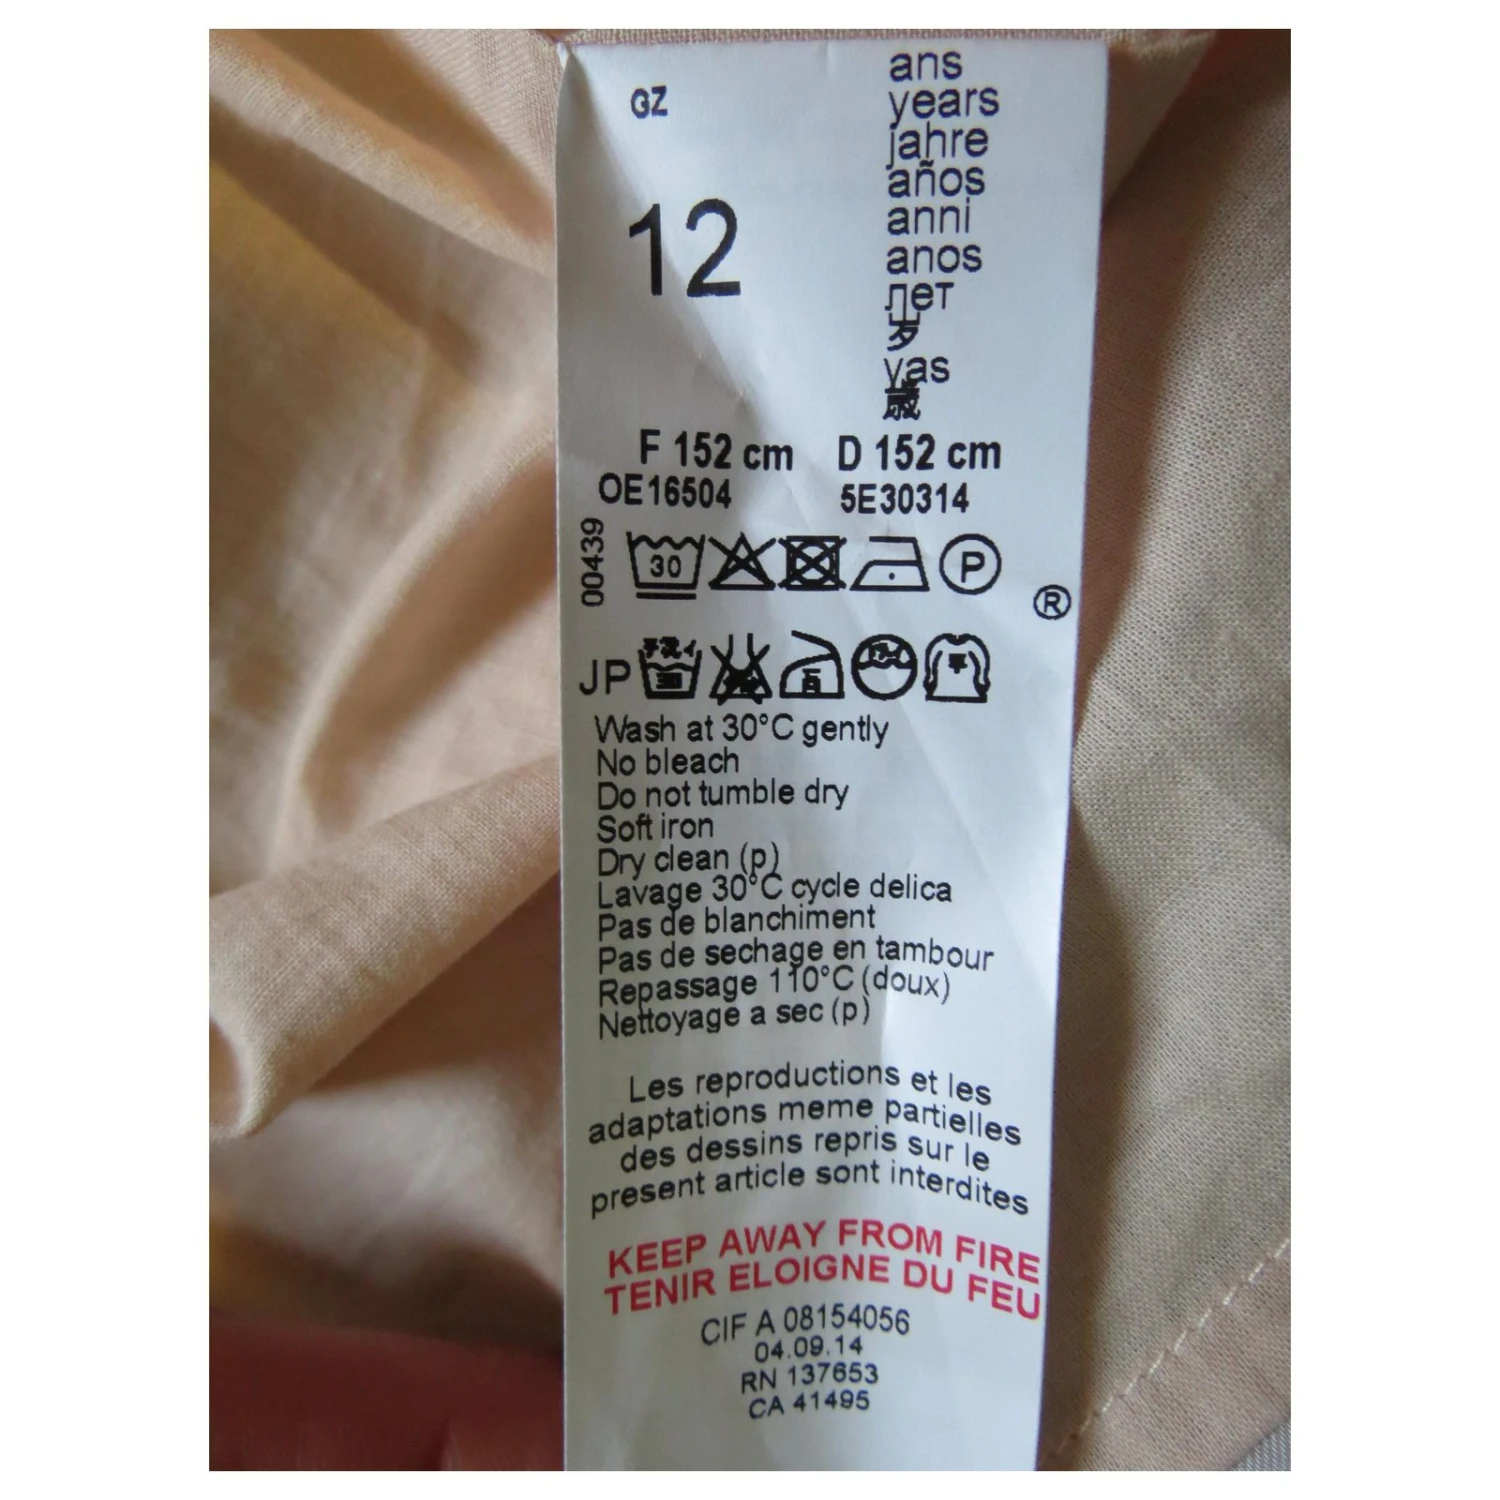 GZ
12
ans
years
jahre
años
anni
anos
лет
岁
yas
歳
F 152 cm D 152 cm
OE16504 5E30314
00439
30
P
®
JP
Wash at 30°C gently
No bleach
Do not tumble dry
Soft iron
Dry clean (p)
Lavage 30°C cycle delica
Pas de blanchiment
Pas de sechage en tambour
Repassage 110°C (doux)
Nettoyage a sec (p)
Les reproductions et les
adaptations meme partielles
des dessins repris sur le
present article sont interdites
KEEP AWAY FROM FIRE
TENIR ELOIGNE DU FEU
CIF A 08154056
04.09.14
RN 137653
CA 41495